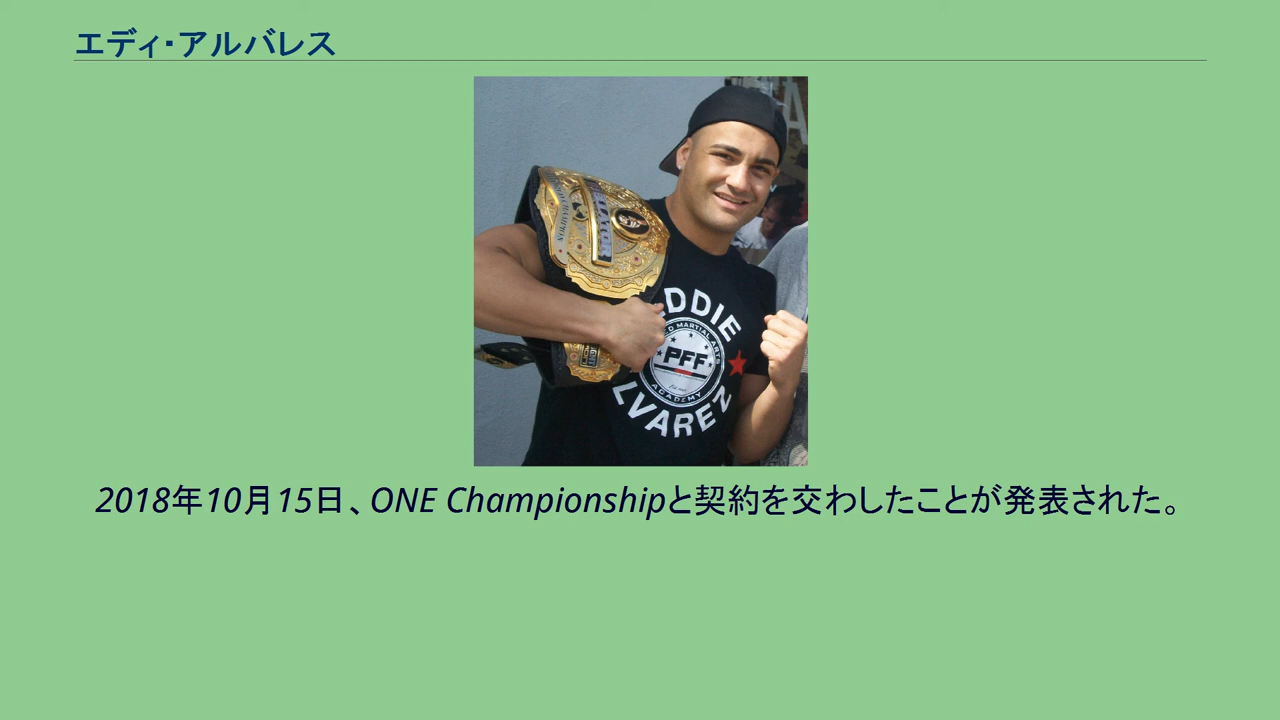 エディ・アルバレス
EDDIE
PFF
ACADEMY
LVAREZ
2018年10月15日、ONE Championshipと契約を交わしたことが発表された。